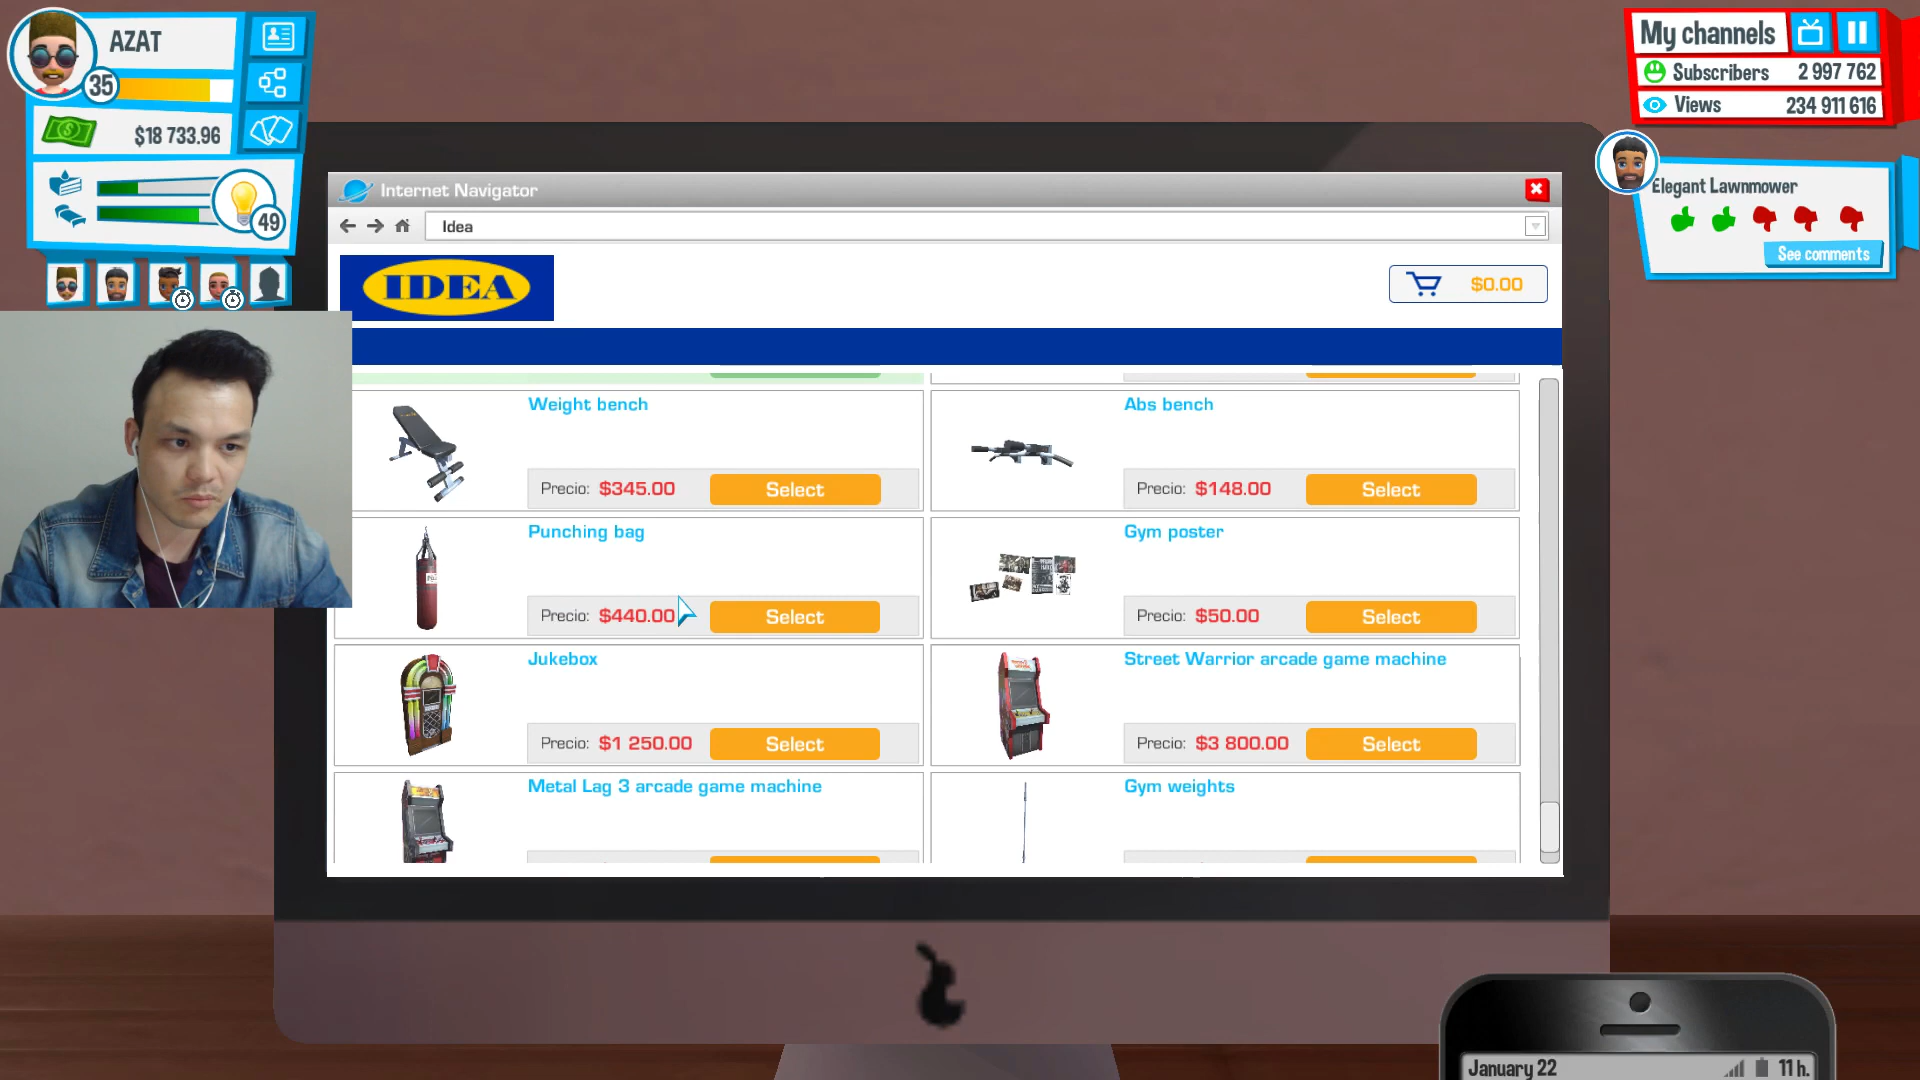 AZAT
35
$18 733.96
49
My channels
Subscribers 2 997 762
Views 234 911 616
Elegant Lawnmower
See comments
Internet Navigator
Idea
IDEA
$0.00
Weight bench
Precio: $345.00 Select
Abs bench
Precio: $148.00 Select
Punching bag
Precio: $440.00 Select
Gym poster
Precio: $50.00 Select
Jukebox
Precio: $1 250.00 Select
Street Warrior arcade game machine
Precio: $3 800.00 Select
Metal Lag 3 arcade game machine
Gym weights
January 22 11 h.